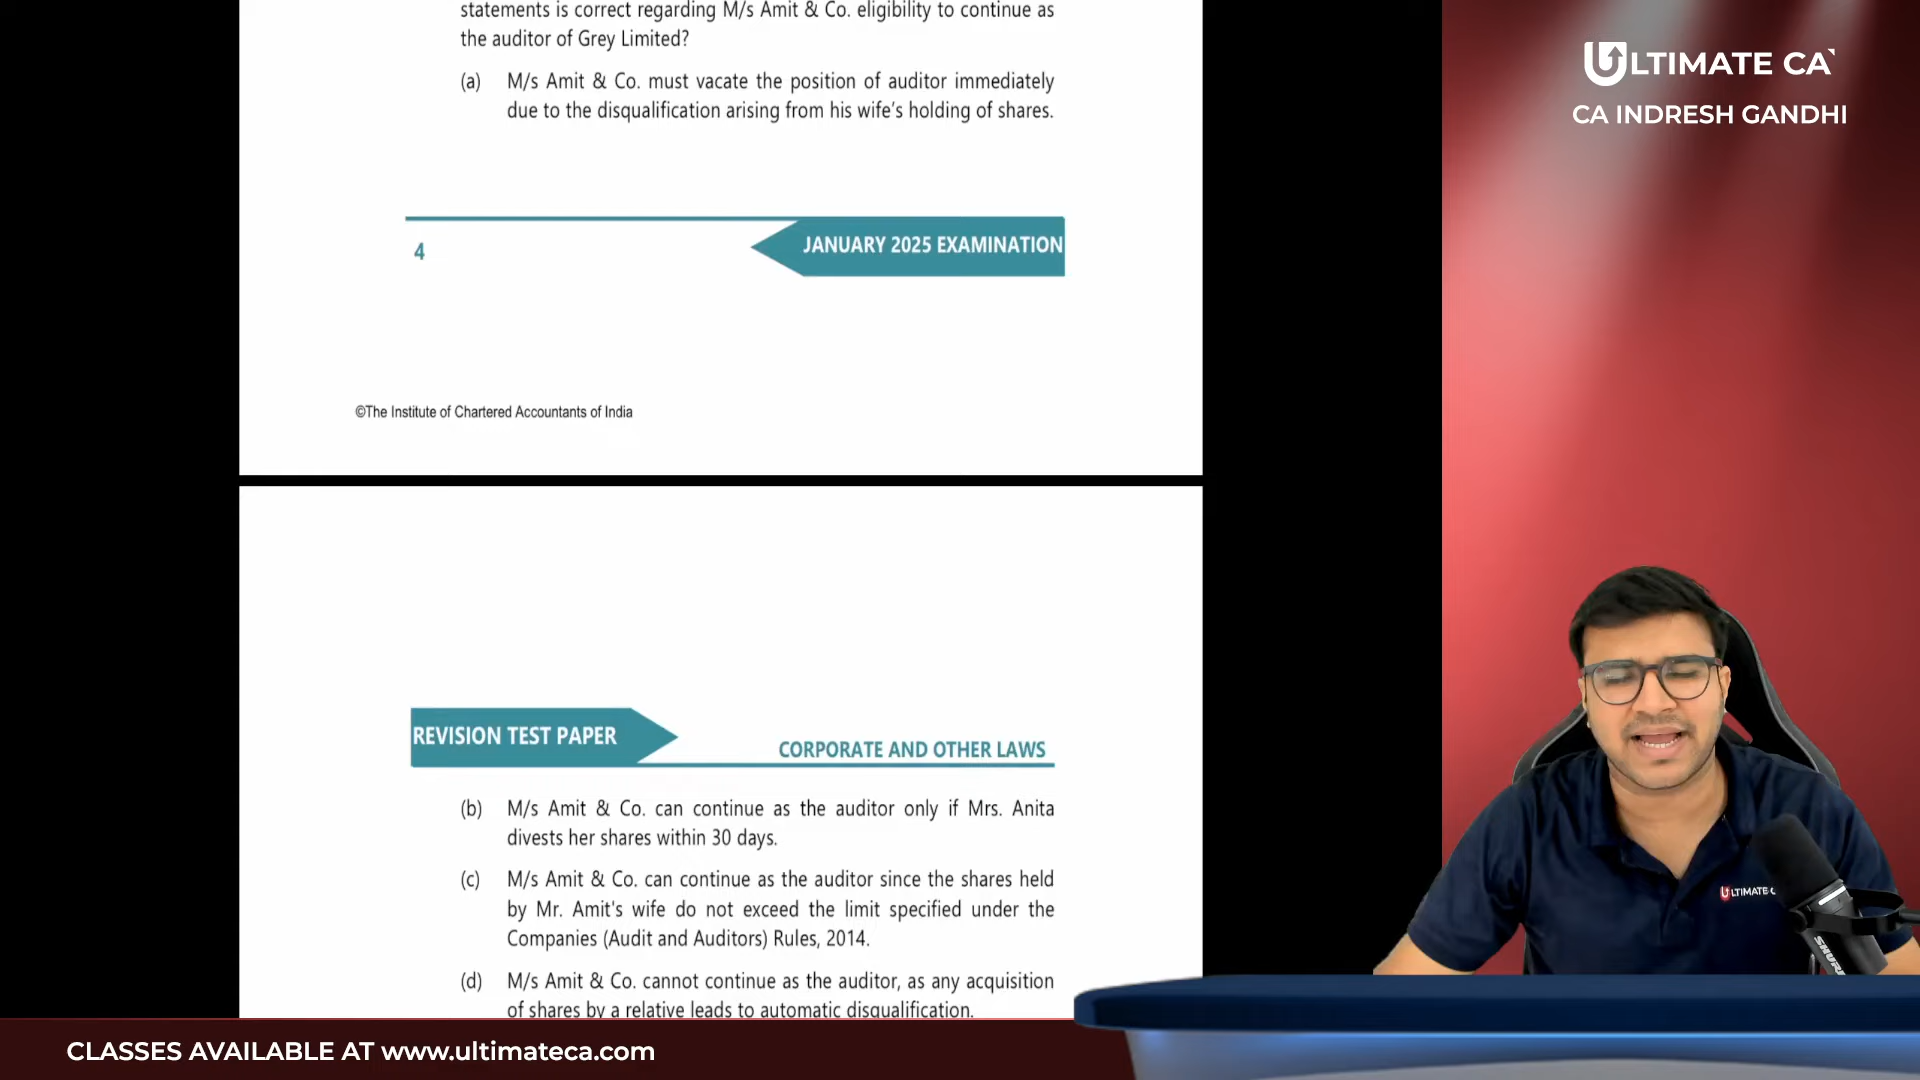 statements is correct regarding M/s Amit & Co. eligibility to continue as
the auditor of Grey Limited?
(a) M/s Amit & Co. must vacate the position of auditor immediately
due to the disqualification arising from his wife's holding of shares.
4
JANUARY 2025 EXAMINATION
©The Institute of Chartered Accountants of India
REVISION TEST PAPER
CORPORATE AND OTHER LAWS
(b) M/s Amit & Co. can continue as the auditor only if Mrs. Anita
divests her shares within 30 days.
(c) M/s Amit & Co. can continue as the auditor since the shares held
by Mr. Amit's wife do not exceed the limit specified under the
Companies (Audit and Auditors) Rules, 2014.
(d) M/s Amit & Co. cannot continue as the auditor, as any acquisition
of shares by a relative leads to automatic disqualification.
ULTIMATE CA
CA INDRESH GANDHI
ULTIMATE C
SHURE
CLASSES AVAILABLE AT www.ultimateca.com